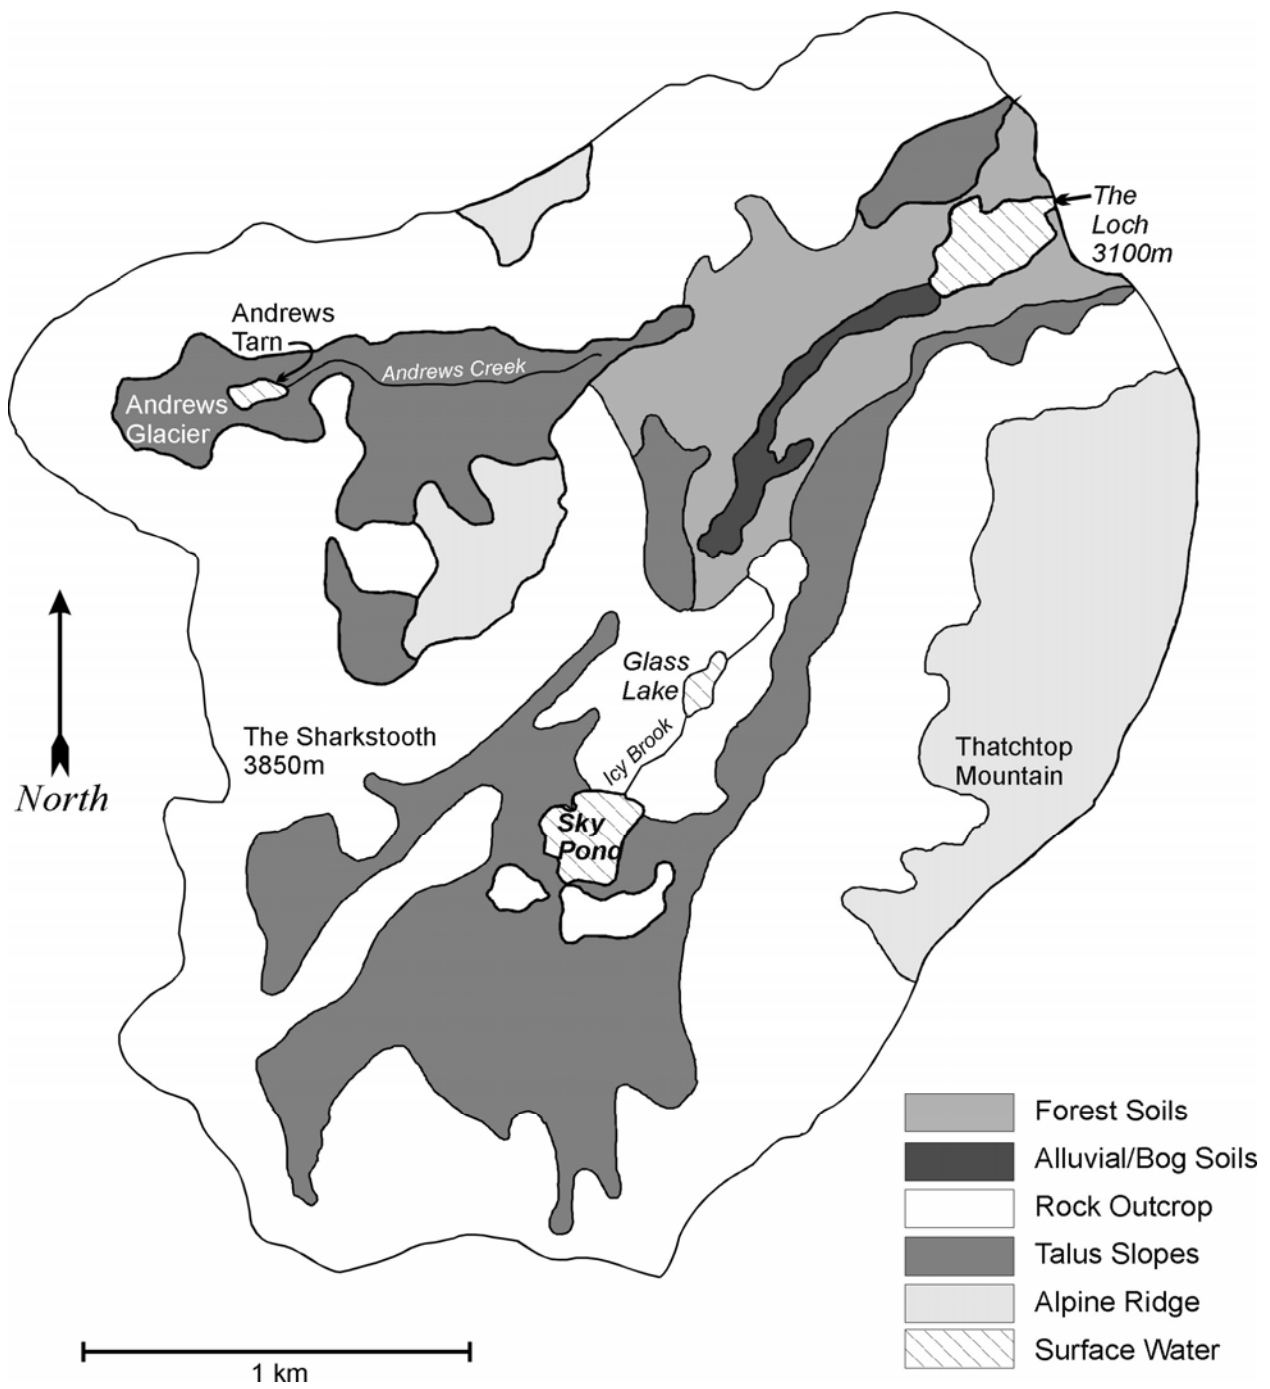 The
Loch
3100m
Andrews
Tarn
Andrews Creek
Andrews
Glacier
Glass
Lake
Icy Brook
The Sharkstooth
3850m
Thatchtop
Mountain
North
Sky
Pond
Forest Soils
Alluvial/Bog Soils
Rock Outcrop
Talus Slopes
Alpine Ridge
Surface Water
1 km